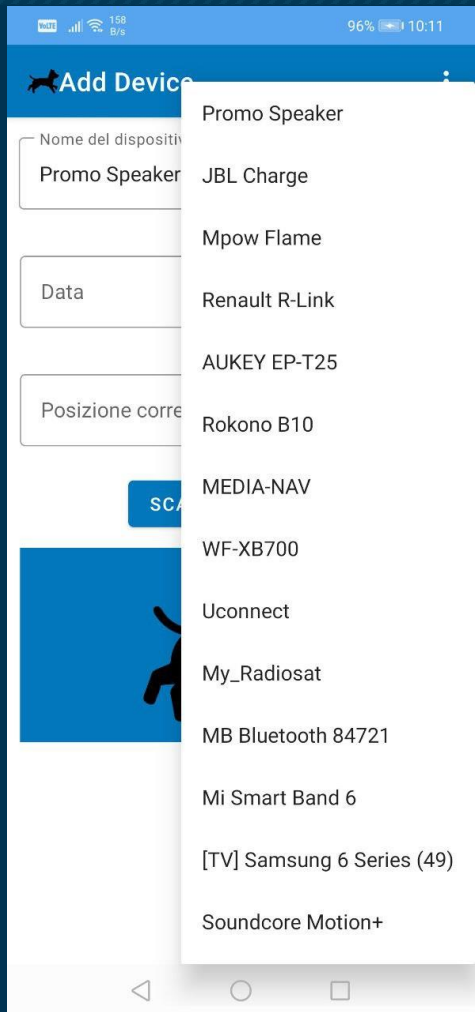 VoLTE 158 B/s 96% 10:11
Add Device
Nome del dispositiv
Promo Speaker
Data
Posizione corre
SCA
Promo Speaker
JBL Charge
Mpow Flame
Renault R-Link
AUKEY EP-T25
Rokono B10
MEDIA-NAV
WF-XB700
Uconnect
My_Radiosat
MB Bluetooth 84721
Mi Smart Band 6
[TV] Samsung 6 Series (49)
Soundcore Motion+